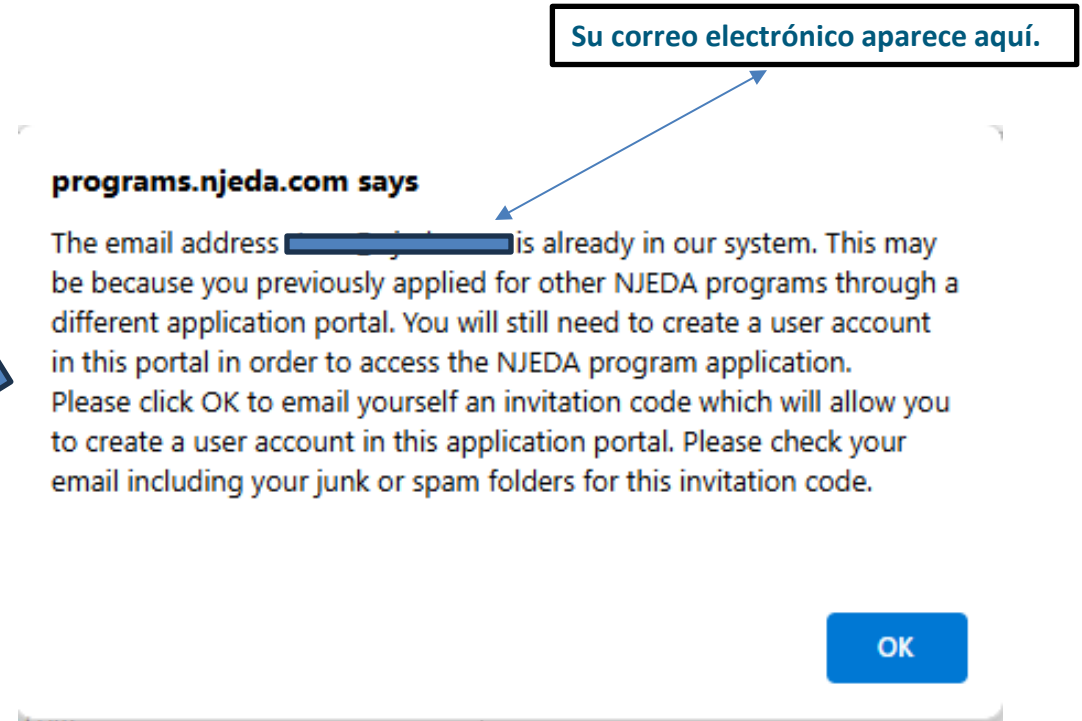 Su correo electrónico aparece aquí.
programs.njeda.com says
The email address is already in our system. This may
be because you previously applied for other NJEDA programs through a
different application portal. You will still need to create a user account
in this portal in order to access the NJEDA program application.
Please click OK to email yourself an invitation code which will allow you
to create a user account in this application portal. Please check your
email including your junk or spam folders for this invitation code.
OK